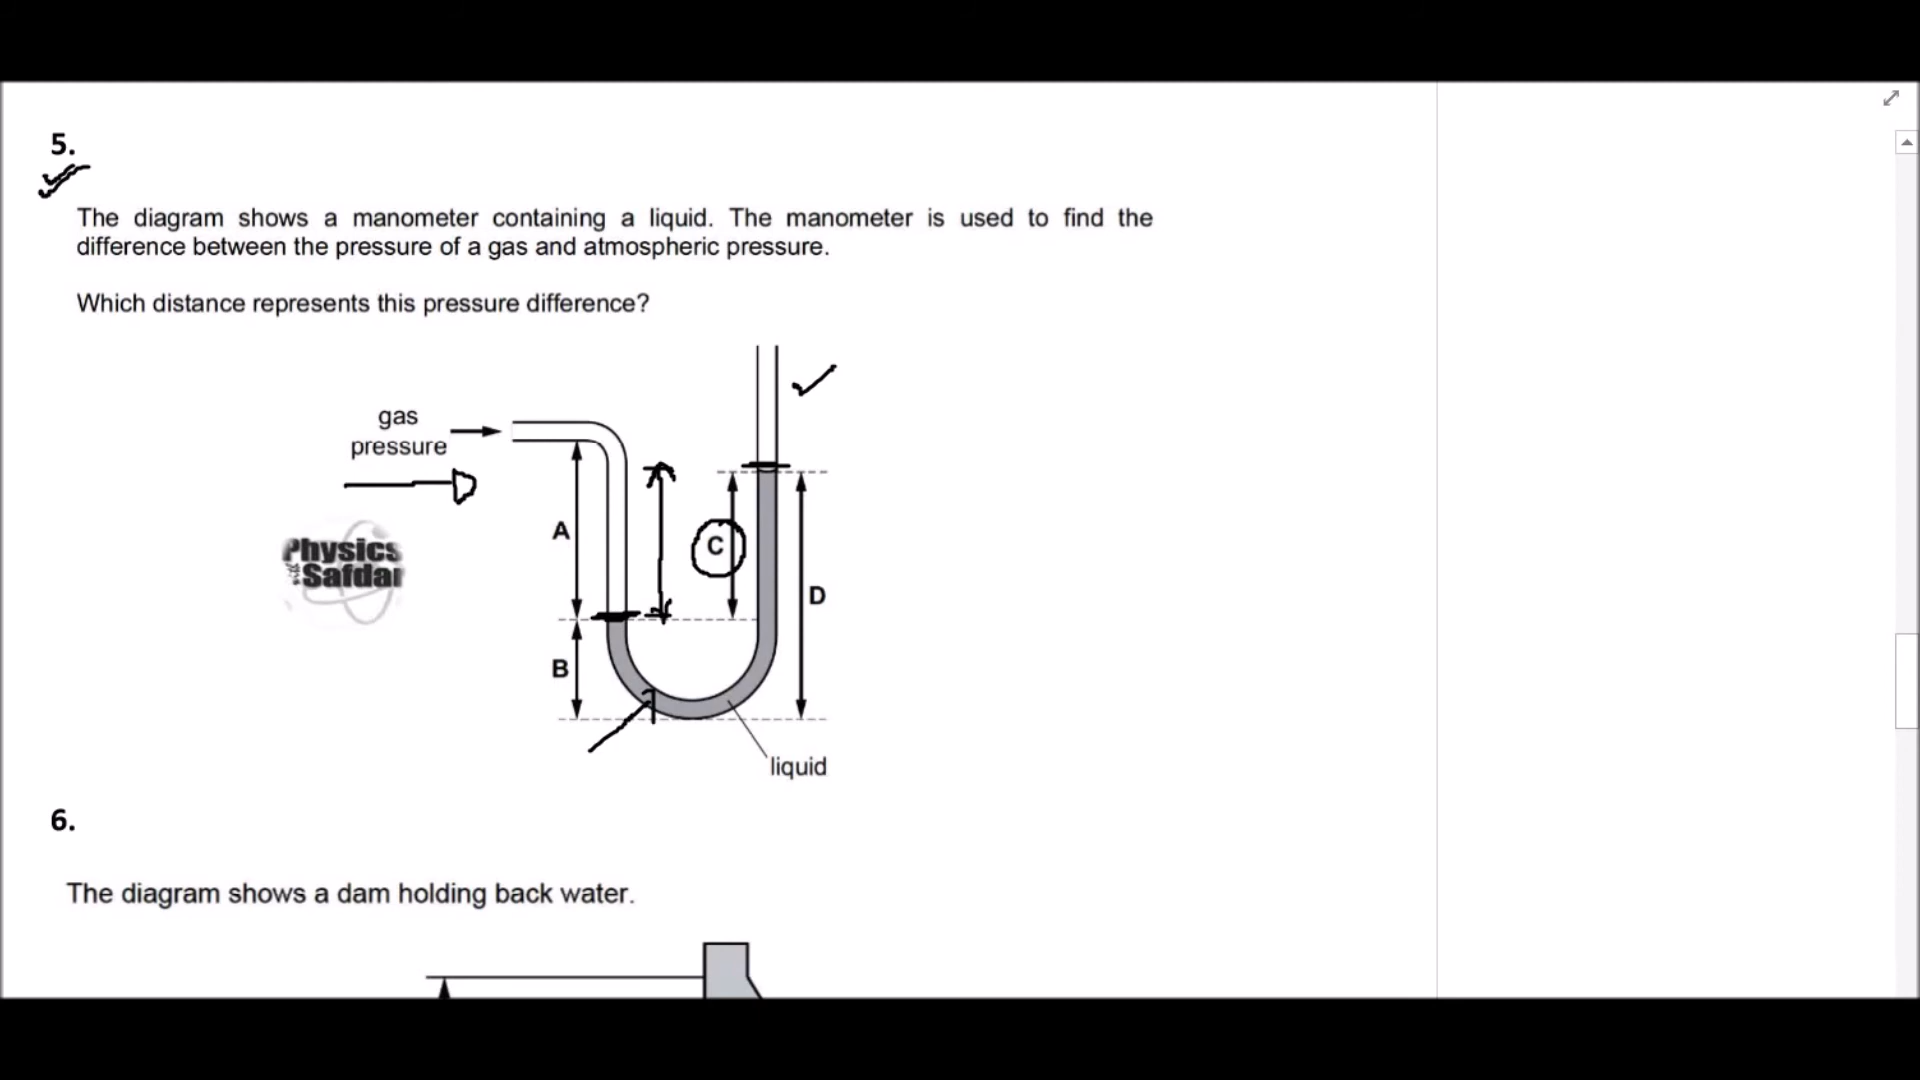 5.
The diagram shows a manometer containing a liquid. The manometer is used to find the
difference between the pressure of a gas and atmospheric pressure.
Which distance represents this pressure difference?
gas
pressure
A
C
D
B
Physics
Safdar
liquid
6.
The diagram shows a dam holding back water.